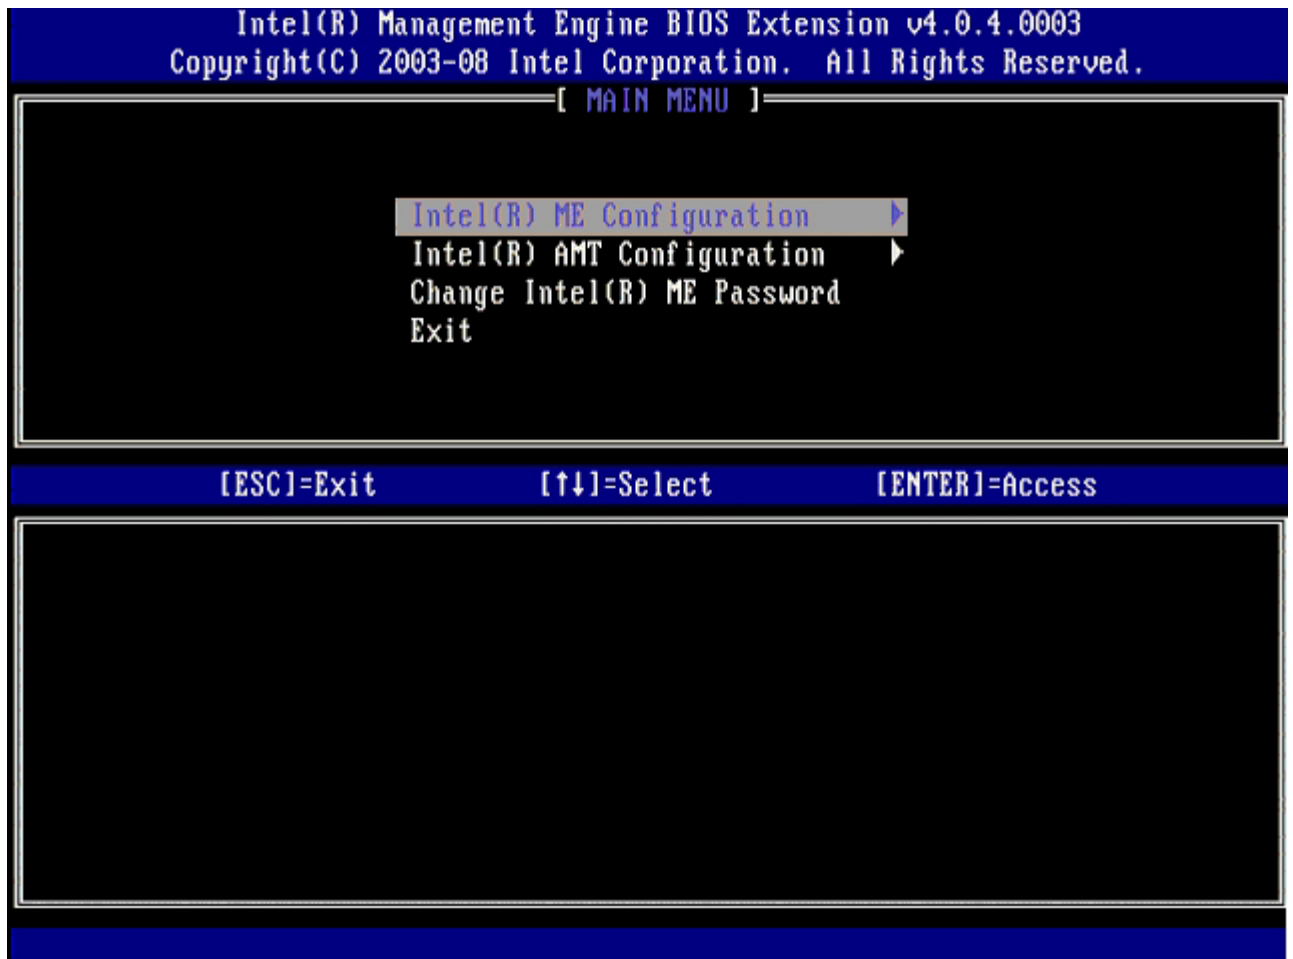 Intel(R) Management Engine BIOS Extension v4.0.4.0003
Copyright(C) 2003-08 Intel Corporation. All Rights Reserved.
[ MAIN MENU ]
Intel(R) ME Configuration ►
Intel(R) AMT Configuration ►
Change Intel(R) ME Password
Exit
[ESC]=Exit [↑↓]=Select [ENTER]=Access